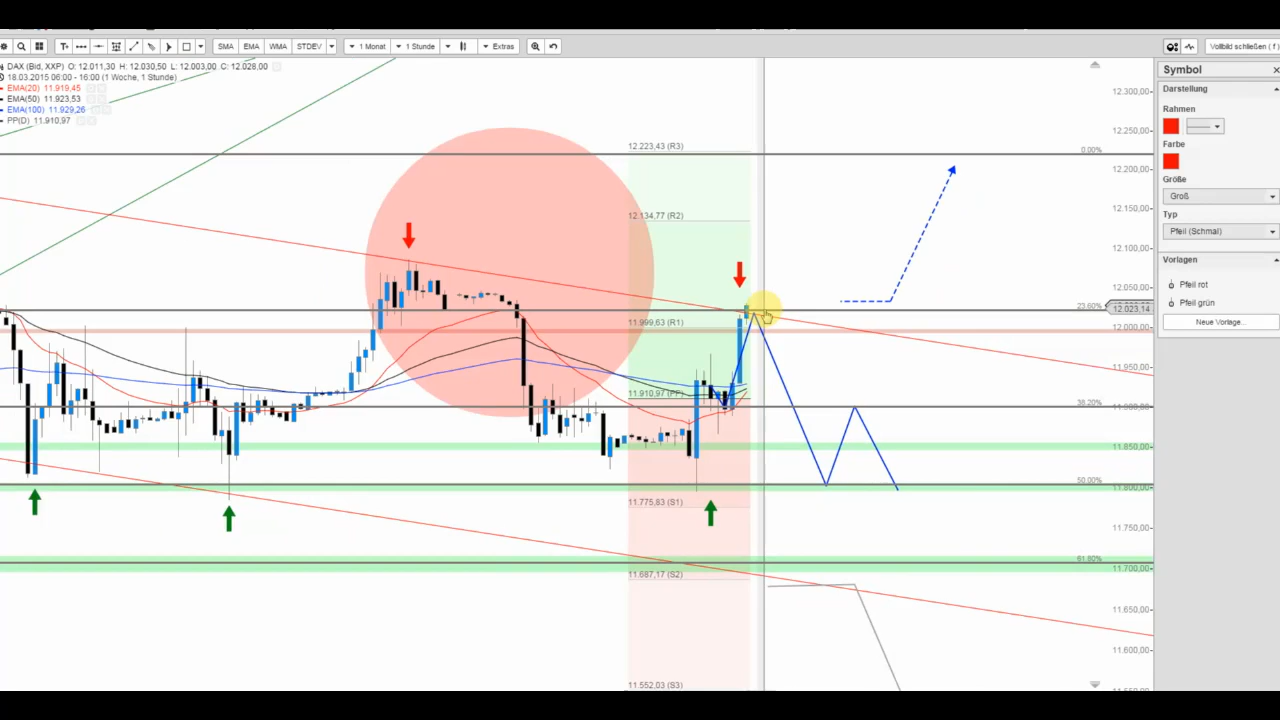 SMA EMA WMA STDEV 1 Monat 1 Stunde Extras Vollbild schließen ( f )
DAX (Bid, XXP) O: 12.011,30 H: 12.030,50 L: 12.003,00 C: 12.028,00
18.03.2015 06:00 - 16:00 (1 Woche, 1 Stunde)
EMA(20) 11.919,45
EMA(50) 11.923,53
EMA(100) 11.929,26
PP(D) 11.910,97
Symbol
Darstellung
Rahmen
Farbe
Größe
Groß
Typ
Pfeil (Schmal)
Vorlagen
Pfeil rot
Pfeil grün
Neue Vorlage...
12.223,43 (R3)
12.134,77 (R2)
11.999,63 (R1)
11.910,97 (PP)
11.775,83 (S1)
11.687,17 (S2)
11.552,03 (S3)
0.00%
23.60%
38.20%
50.00%
61.80%
12.300,00
12.250,00
12.200,00
12.150,00
12.100,00
12.050,00
12.023,14
12.000,00
11.950,00
11.900,00
11.850,00
11.800,00
11.750,00
11.700,00
11.650,00
11.600,00